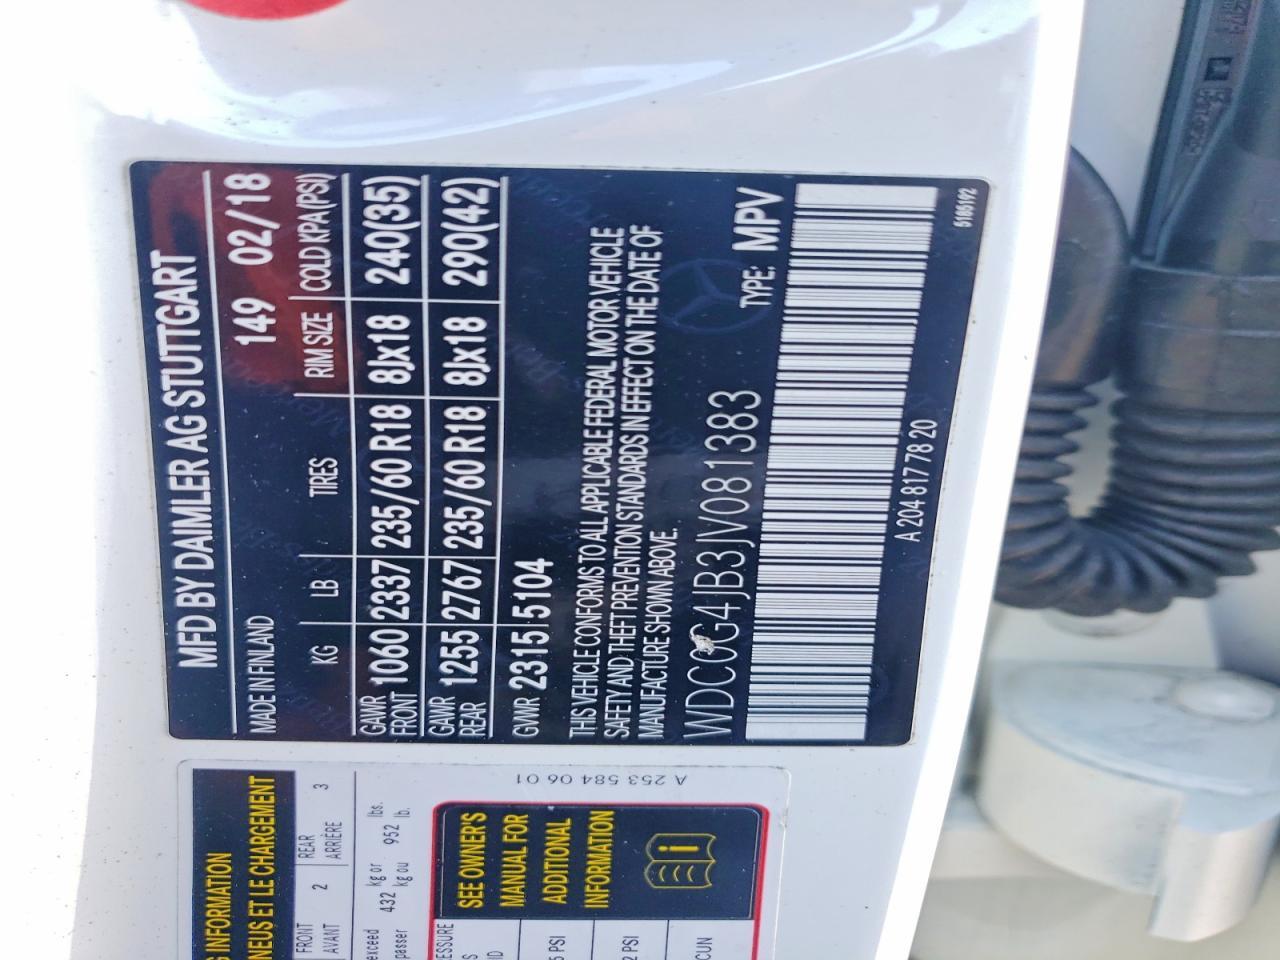 MFD BY DAIMLER AG STUTTGART
MADE IN FINLAND 149 02/18
KG LB TIRES RIM SIZE COLD KPA(PSI)
GAWR FRONT 1060 2337 235/60 R18 8Jx18 240(35)
GAWR REAR 1255 2767 235/60 R18 8Jx18 290(42)
GVWR 2315 5104
THIS VEHICLE CONFORMS TO ALL APPLICABLE FEDERAL MOTOR VEHICLE
SAFETY AND THEFT PREVENTION STANDARDS IN EFFECT ON THE DATE OF
MANUFACTURE SHOWN ABOVE.
WDC0G4JB3JV081383 TYPE: MPV
A 204 817 78 20
5185192
INFORMATION
NEUS ET LE CHARGEMENT
FRONT 2 REAR 3
AVANT ARRIÈRE
exceed 432 kg or 952 lbs.
passer kg ou lb.
SEE OWNER'S
MANUAL FOR
ADDITIONAL
INFORMATION
PSI
PSI
A 253 584 06 01